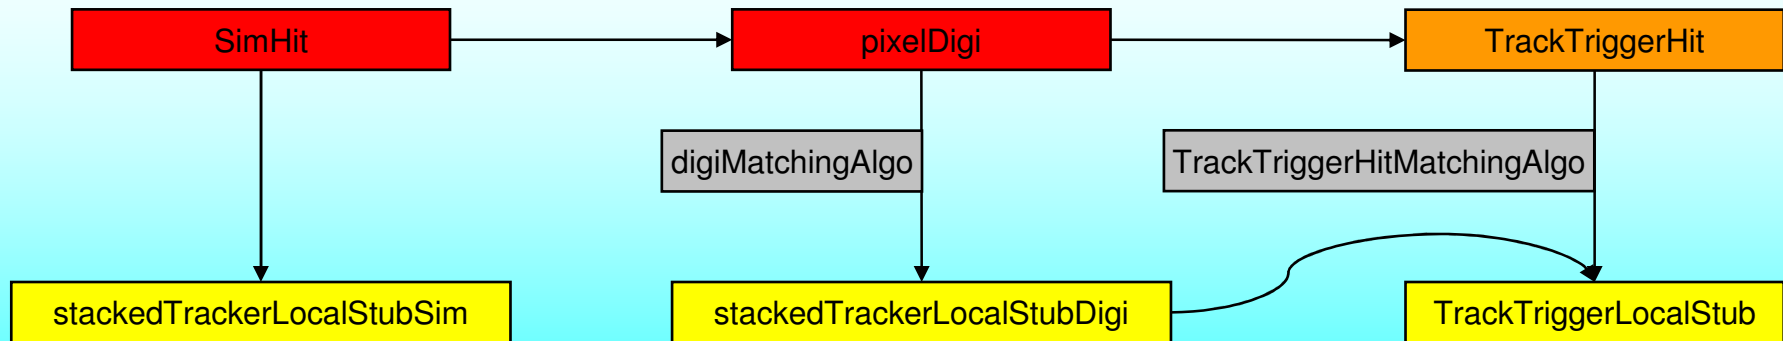 SimHit
pixelDigi
TrackTriggerHit
digiMatchingAlgo
TrackTriggerHitMatchingAlgo
stackedTrackerLocalStubSim
stackedTrackerLocalStubDigi
TrackTriggerLocalStub